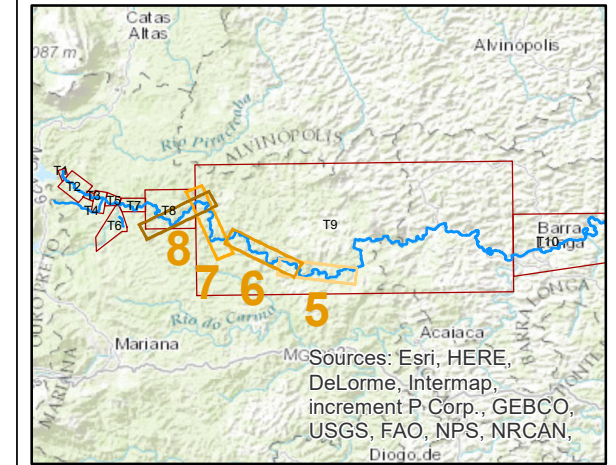 Catas
Altas
087 m
Alvinópolis
Rio Piracicaba
ALVINÓPOLIS
T1
T2
T3
T4
T5
T6
T7
T8
T9
Barra
Longa
T10
8
7
6
5
OURO PRETO
MARIANA
Rio do Carmo
Mariana
Acaiaca
BARRA LONGA
Sources: Esri, HERE,
DeLorme, Intermap,
increment P Corp., GEBCO,
USGS, FAO, NPS, NRCAN,
Diogo de